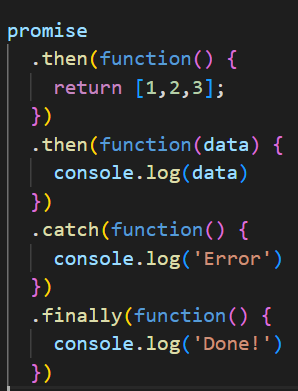 promise
  .then(function() {
    return [1,2,3];
  })
  .then(function(data) {
    console.log(data)
  })
  .catch(function() {
    console.log('Error')
  })
  .finally(function() {
    console.log('Done!')
  })